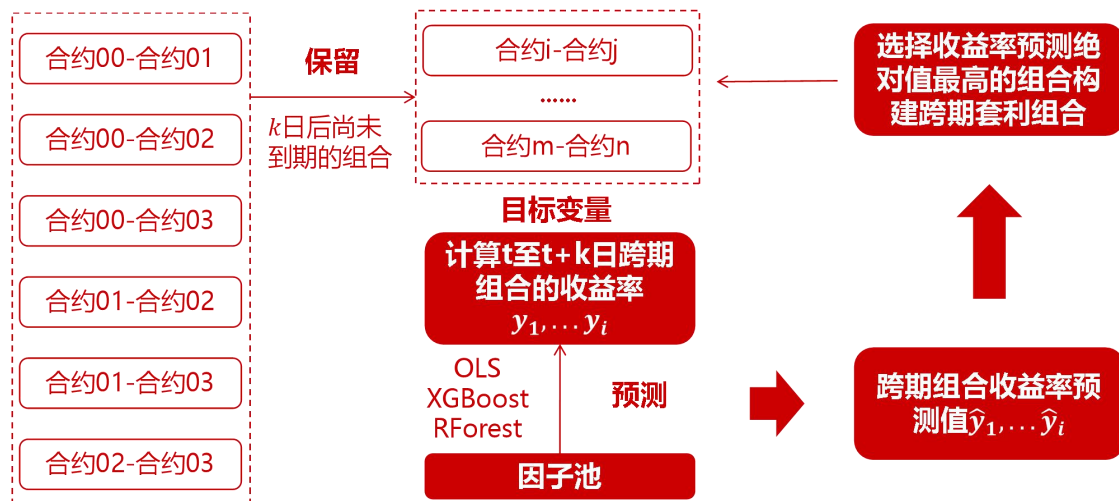 合约00-合约01
合约00-合约02
合约00-合约03
合约01-合约02
合约01-合约03
合约02-合约03
保留
k日后尚未
到期的组合
合约i-合约j
......
合约m-合约n
目标变量
计算t至t+k日跨期
组合的收益率
y₁,... yᵢ
OLS
XGBoost
RForest
预测
因子池
选择收益率预测绝
对值最高的组合构
建跨期套利组合
跨期组合收益率预
测值ŷ₁,... ŷᵢ